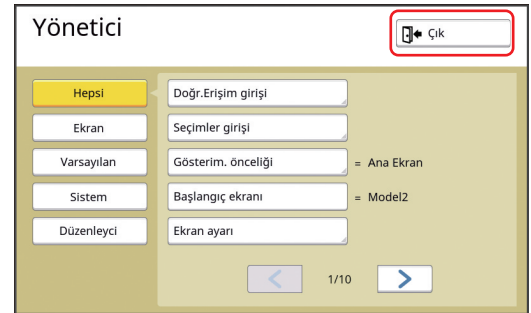 Yönetici
Çık
Hepsi
Doğr.Erişim girişi
Ekran
Seçimler girişi
Varsayılan
Gösterim. önceliği = Ana Ekran
Sistem
Başlangıç ekranı = Model2
Düzenleyci
Ekran ayarı
1/10